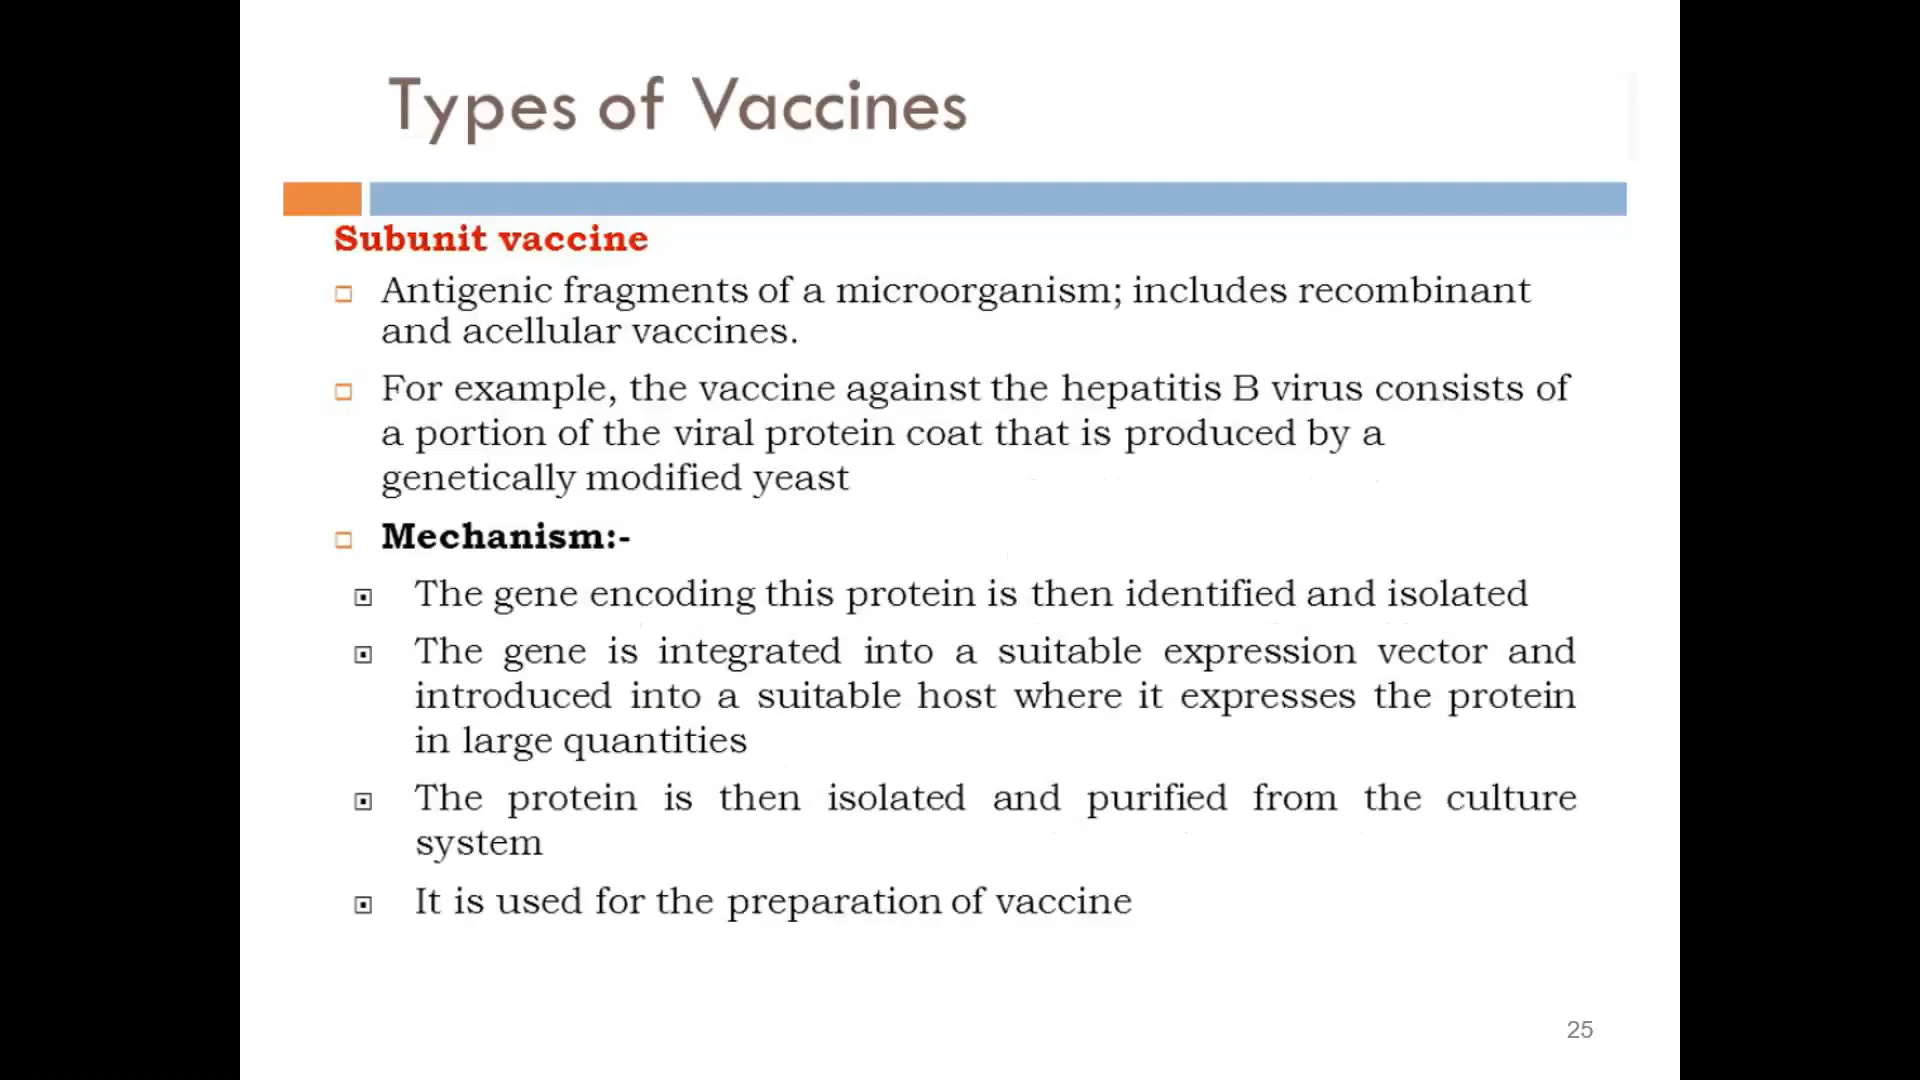 Types of Vaccines
Subunit vaccine
Antigenic fragments of a microorganism; includes recombinant
and acellular vaccines.
For example, the vaccine against the hepatitis B virus consists of
a portion of the viral protein coat that is produced by a
genetically modified yeast
Mechanism:-
The gene encoding this protein is then identified and isolated
The gene is integrated into a suitable expression vector and
introduced into a suitable host where it expresses the protein
in large quantities
The protein is then isolated and purified from the culture
system
It is used for the preparation of vaccine
25